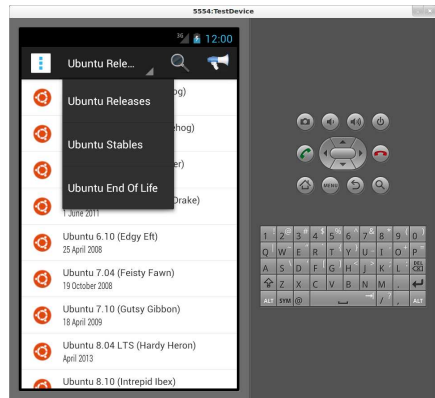 5554:TestDevice
3G 12:00
Ubuntu Rele...
og)
Ubuntu Releases
hog)
Ubuntu Stables
er)
Ubuntu End Of Life
Drake)
1 June 2011
Ubuntu 6.10 (Edgy Eft)
25 April 2008
Ubuntu 7.04 (Feisty Fawn)
19 October 2008
Ubuntu 7.10 (Gutsy Gibbon)
18 April 2009
Ubuntu 8.04 LTS (Hardy Heron)
April 2013
Ubuntu 8.10 (Intrepid Ibex)
MENU
1 2 @ 3 # 4 $ 5 % 6 ^ 7 & 8 * 9 ( 0 )
Q W E R T Y U I O P
A S D F G H J K L DEL
Z X C V B N M .
ALT SYM @ / , ALT